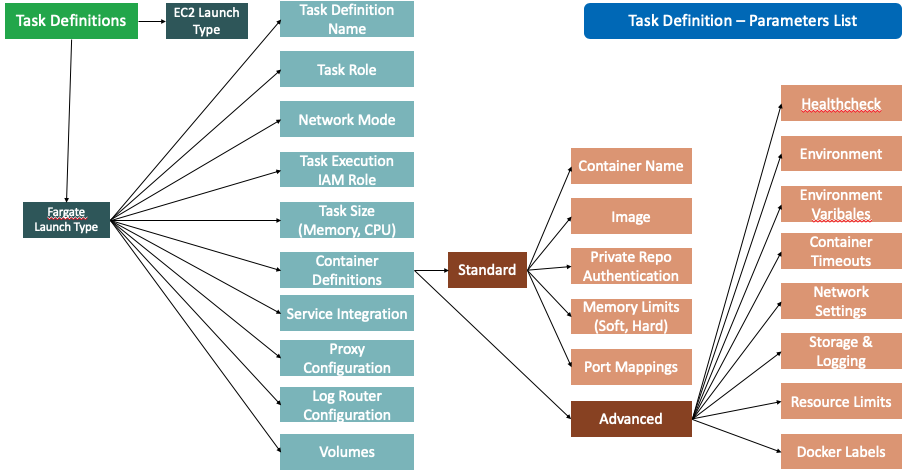 Task Definitions
EC2 Launch
Type
Task Definition – Parameters List
Fargate
Launch Type
Task Definition
Name
Task Role
Network Mode
Task Execution
IAM Role
Task Size
(Memory, CPU)
Container
Definitions
Service Integration
Proxy
Configuration
Log Router
Configuration
Volumes
Standard
Container Name
Image
Private Repo
Authentication
Memory Limits
(Soft, Hard)
Port Mappings
Advanced
Healthcheck
Environment
Environment
Varibales
Container
Timeouts
Network
Settings
Storage &
Logging
Resource Limits
Docker Labels